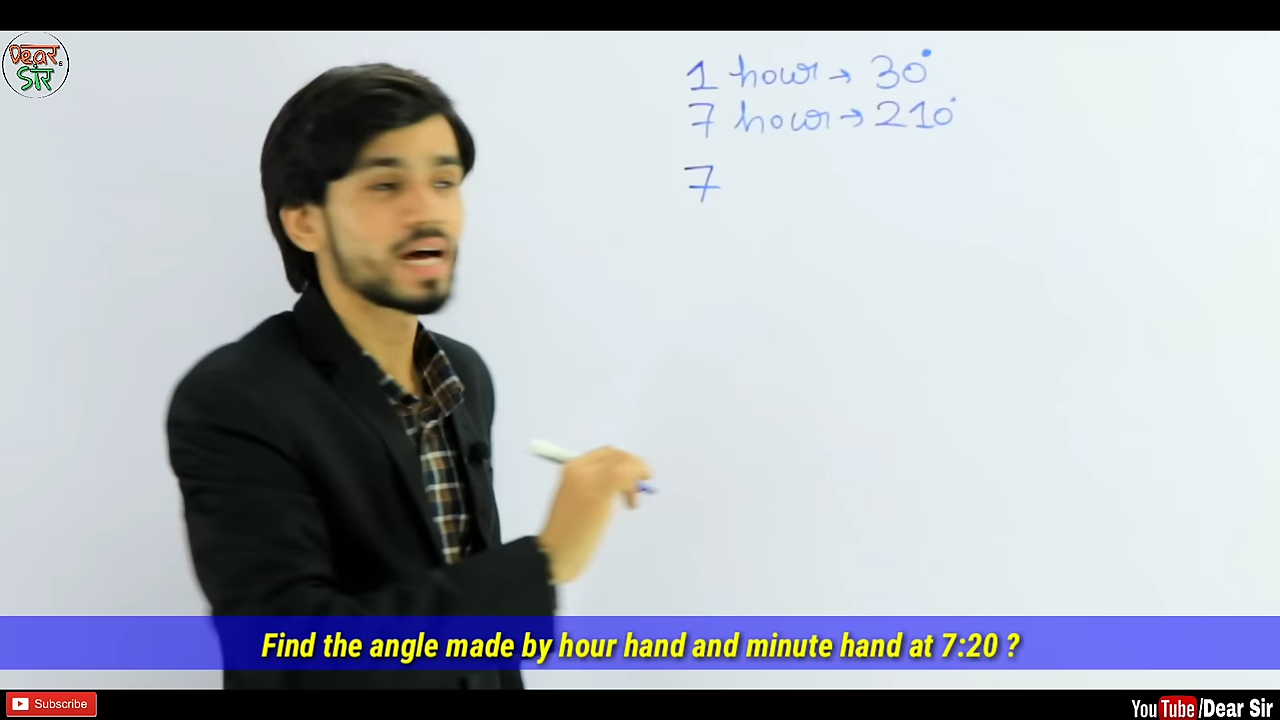 Dear
Sir
1 hour → 30°
7 hour → 210°
7
Find the angle made by hour hand and minute hand at 7:20 ?
Subscribe
YouTube/Dear Sir